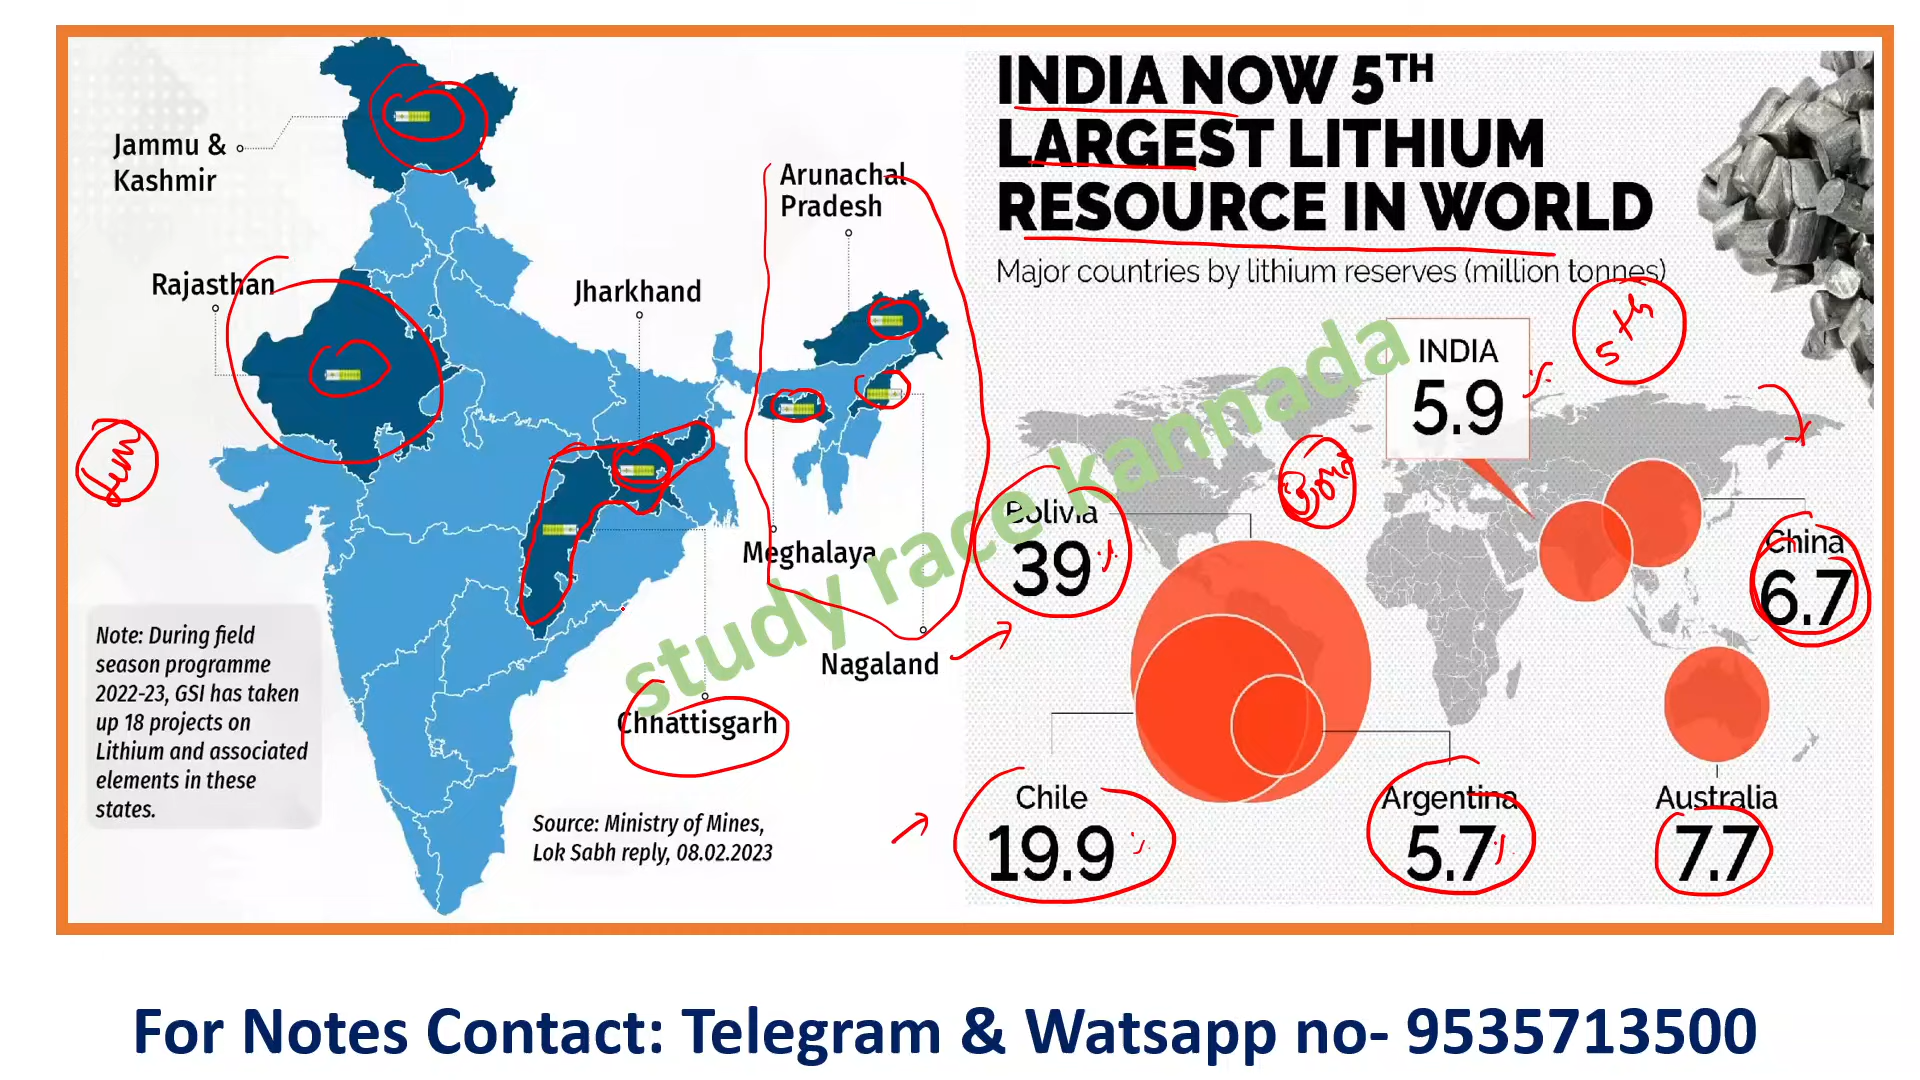 Jammu &
Kashmir
Rajasthan
Jharkhand
Arunachal
Pradesh
Meghalaya
Nagaland
Chhattisgarh
Note: During field
season programme
2022-23, GSI has taken
up 18 projects on
Lithium and associated
elements in these
states.
Source: Ministry of Mines,
Lok Sabh reply, 08.02.2023
INDIA NOW 5TH
LARGEST LITHIUM
RESOURCE IN WORLD
Major countries by lithium reserves (million tonnes)
5th
INDIA
5.9 %
Bolivia
39 %
China
6.7
Chile
19.9 %
Argentina
5.7 %
Australia
7.7
study race kannada
For Notes Contact: Telegram & Watsapp no- 9535713500